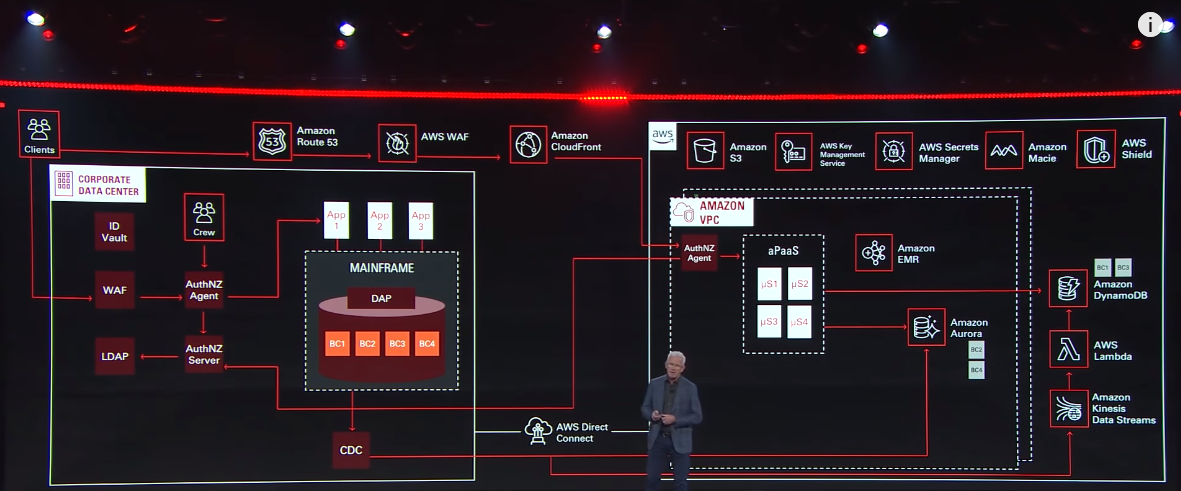 i
Clients
53
Amazon
Route 53
AWS WAF
Amazon
CloudFront
aws
Amazon
S3
AWS Key
Management
Service
AWS Secrets
Manager
Amazon
Macie
AWS
Shield
CORPORATE
DATA CENTER
ID
Vault
Crew
App
1
App
2
App
3
WAF
AuthNZ
Agent
MAINFRAME
DAP
BC1
BC2
BC3
BC4
LDAP
AuthNZ
Server
CDC
AWS Direct
Connect
AMAZON
VPC
AuthNZ
Agent
aPaaS
µS1
µS2
µS3
µS4
Amazon
EMR
Amazon
Aurora
BC2
BC4
BC1
BC3
Amazon
DynamoDB
AWS
Lambda
Amazon
Kinesis
Data Streams